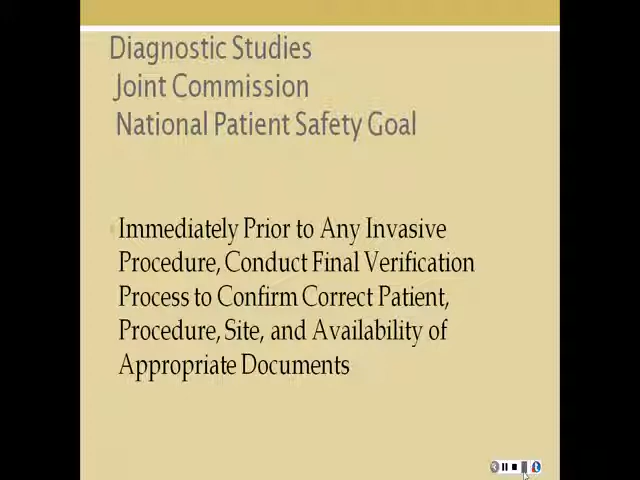 Diagnostic Studies
Joint Commission
National Patient Safety Goal
Immediately Prior to Any Invasive
Procedure, Conduct Final Verification
Process to Confirm Correct Patient,
Procedure, Site, and Availability of
Appropriate Documents